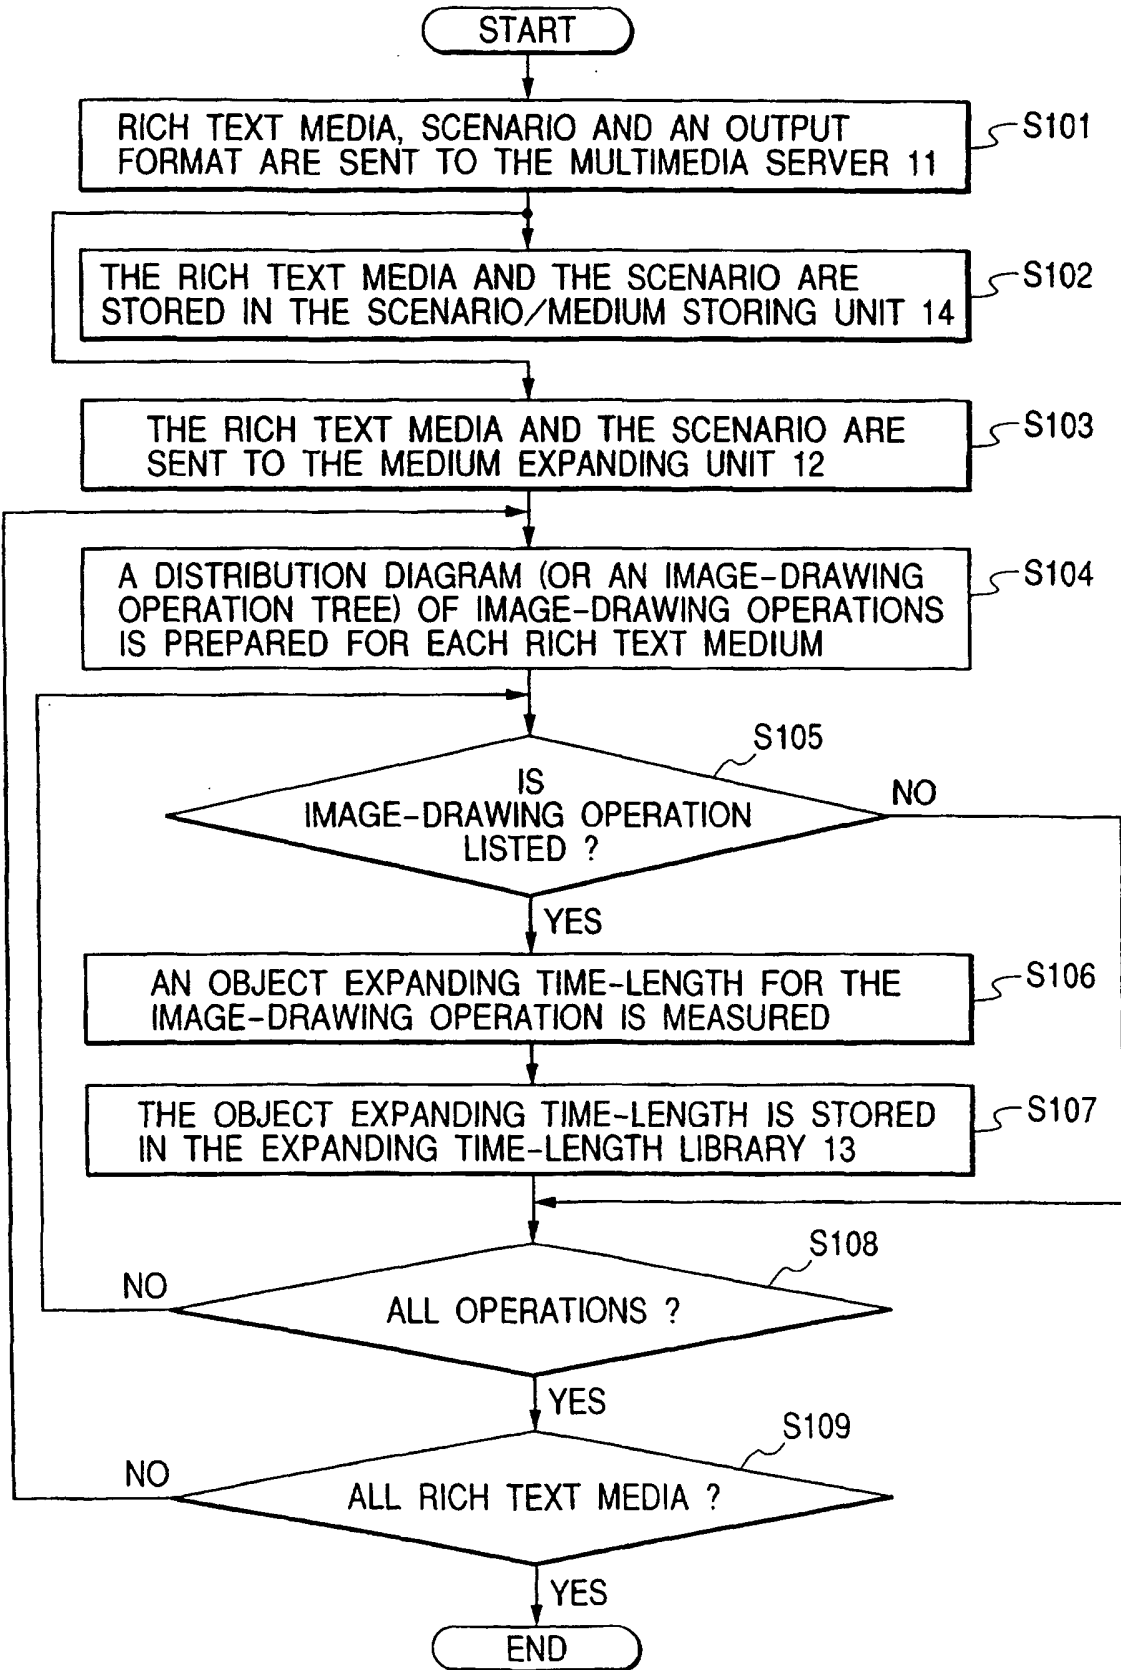 START
RICH TEXT MEDIA, SCENARIO AND AN OUTPUT
FORMAT ARE SENT TO THE MULTIMEDIA SERVER 11
S101
THE RICH TEXT MEDIA AND THE SCENARIO ARE
STORED IN THE SCENARIO/MEDIUM STORING UNIT 14
S102
THE RICH TEXT MEDIA AND THE SCENARIO ARE
SENT TO THE MEDIUM EXPANDING UNIT 12
S103
A DISTRIBUTION DIAGRAM (OR AN IMAGE-DRAWING
OPERATION TREE) OF IMAGE-DRAWING OPERATIONS
IS PREPARED FOR EACH RICH TEXT MEDIUM
S104
S105
IS
IMAGE-DRAWING OPERATION
LISTED ?
NO
YES
AN OBJECT EXPANDING TIME-LENGTH FOR THE
IMAGE-DRAWING OPERATION IS MEASURED
S106
THE OBJECT EXPANDING TIME-LENGTH IS STORED
IN THE EXPANDING TIME-LENGTH LIBRARY 13
S107
S108
NO
ALL OPERATIONS ?
YES
S109
NO
ALL RICH TEXT MEDIA ?
YES
END